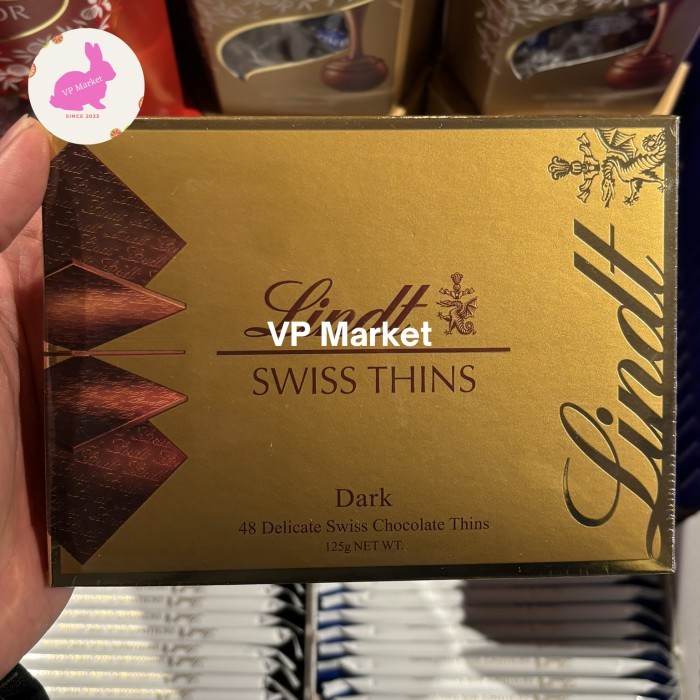 OR
VP Market
SINCE 2023
Lindt
VP Market
SWISS THINS
Dark
48 Delicate Swiss Chocolate Thins
125g NET WT.
Lindt